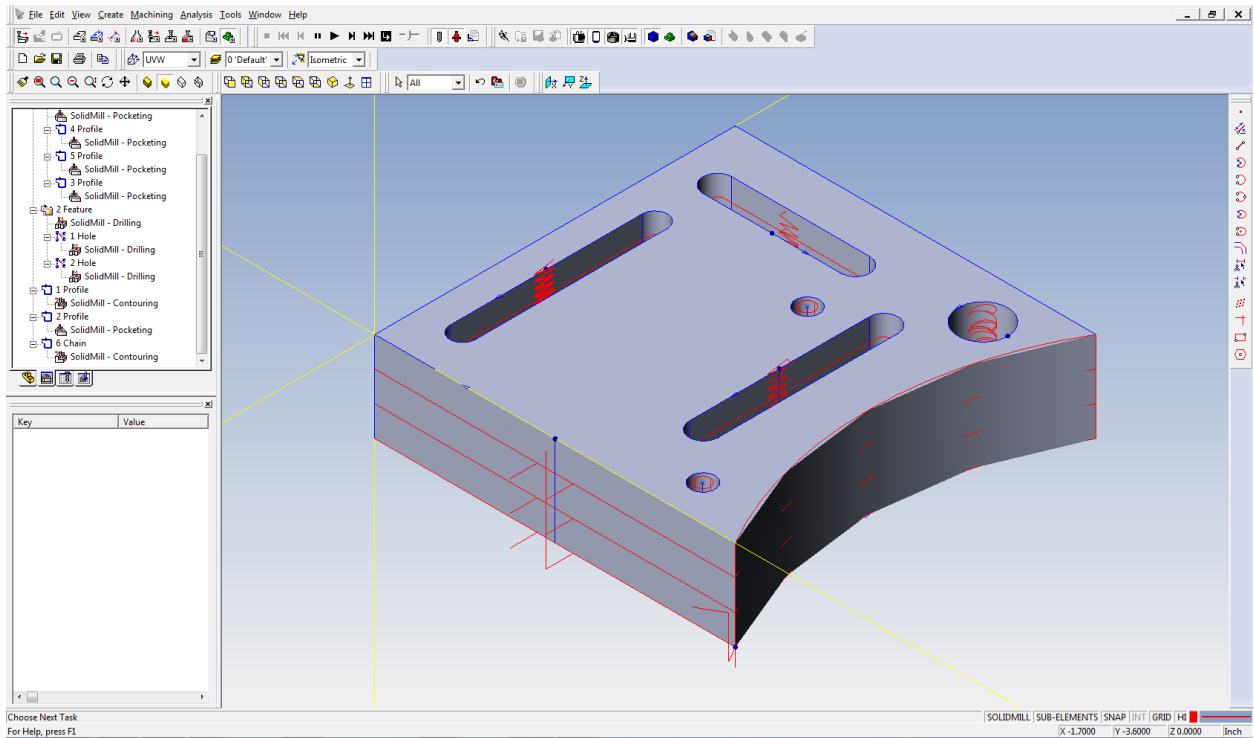 File Edit View Create Machining Analysis Tools Window Help
UVW 0 'Default' Isometric
All
SolidMill - Pocketing
4 Profile
SolidMill - Pocketing
5 Profile
SolidMill - Pocketing
3 Profile
SolidMill - Pocketing
2 Feature
SolidMill - Drilling
1 Hole
SolidMill - Drilling
2 Hole
SolidMill - Drilling
1 Profile
SolidMill - Contouring
2 Profile
SolidMill - Pocketing
6 Chain
SolidMill - Contouring
Key Value
Choose Next Task SOLIDMILL SUB-ELEMENTS SNAP INT GRID HI
For Help, press F1 X -1.7000 Y -3.6000 Z 0.0000 Inch